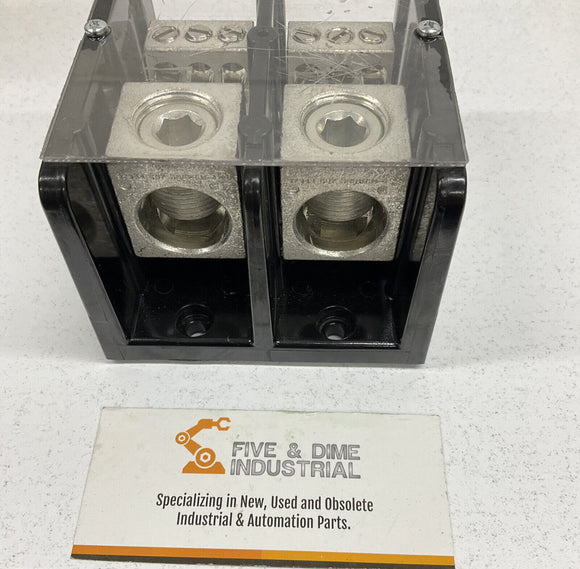 FIVE & DIME
INDUSTRIAL
Specializing in New, Used and Obsolete
Industrial & Automation Parts.